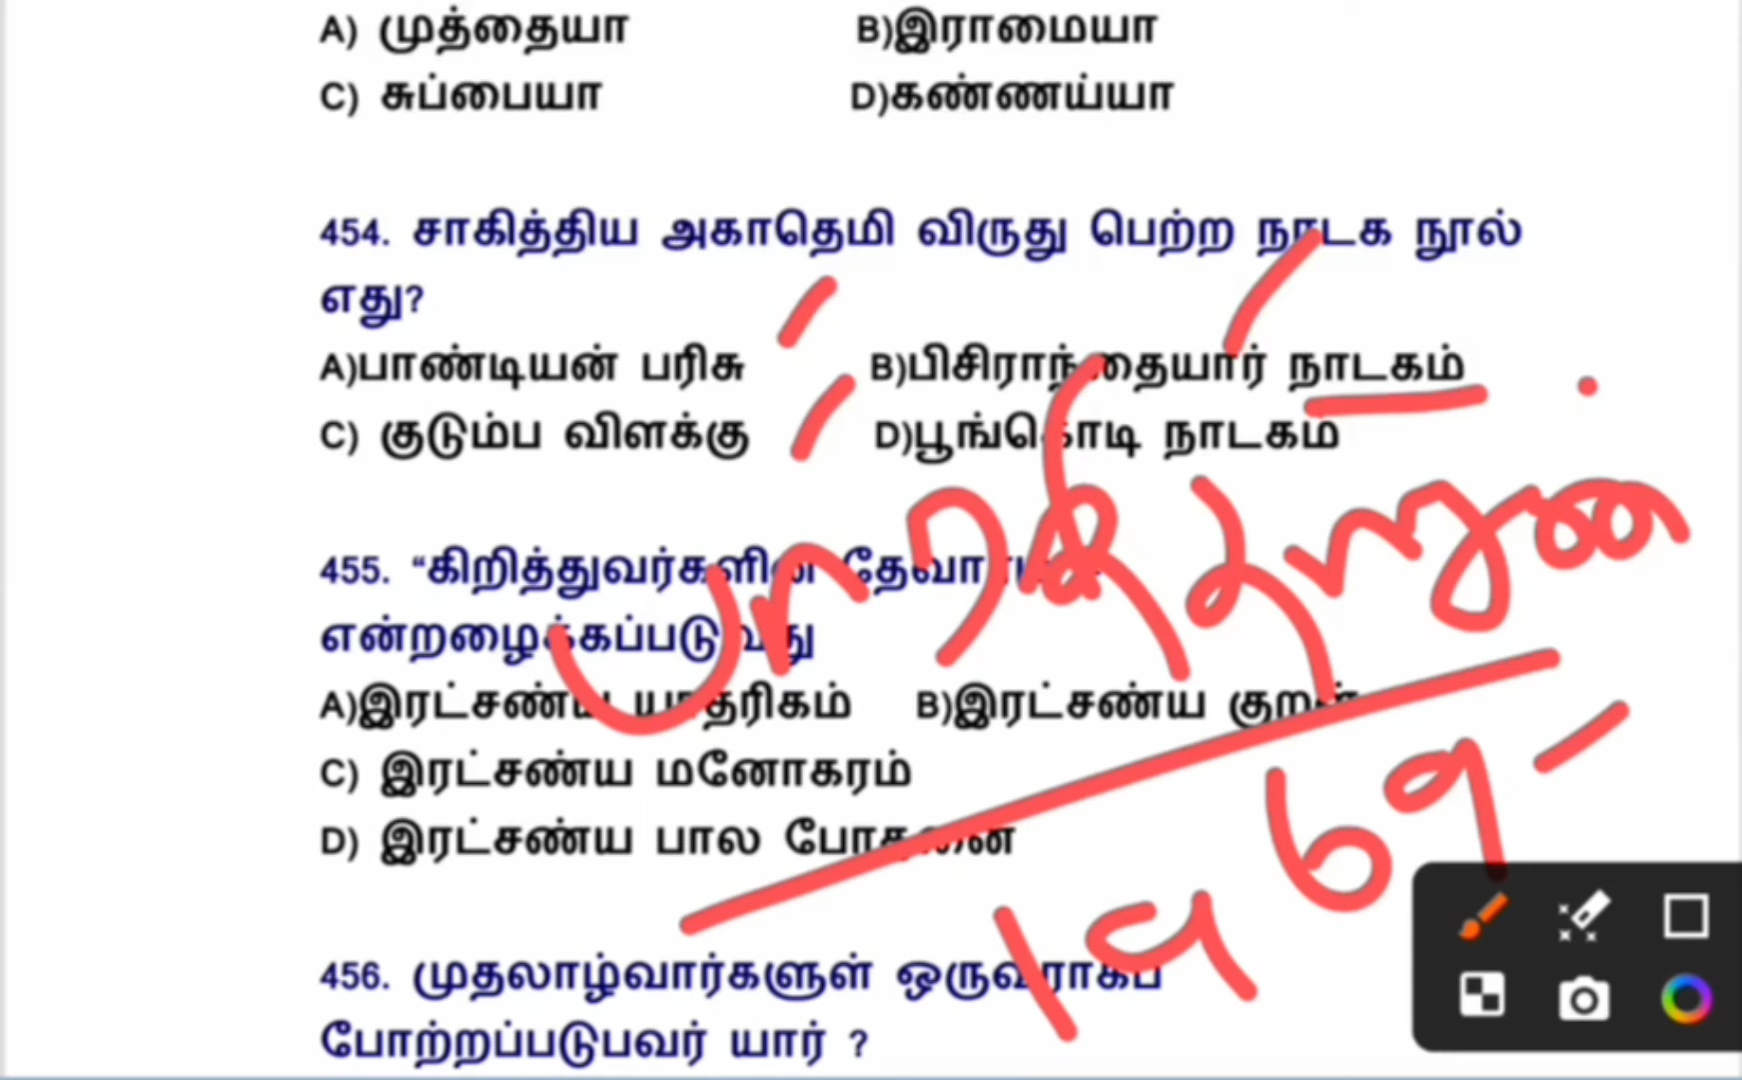 A) முத்தையா B)இராமையா
C) சுப்பையா D)கண்ணய்யா
454. சாகித்திய அகாதெமி விருது பெற்ற நாடக நூல்
எது?
A)பாண்டியன் பரிசு B)பிசிராந்தையார் நாடகம்
C) குடும்ப விளக்கு D)பூங்கொடி நாடகம்
455. “கிறித்துவர்களின் தேவாரம்”
என்றழைக்கப்படுவது
A)இரட்சண்ய யாதரிகம் B)இரட்சண்ய குறள்
C) இரட்சண்ய மனோகரம்
D) இரட்சண்ய பால போதனை
1969
456. முதலாழ்வார்களுள் ஒருவராகப்
போற்றப்படுபவர் யார் ?